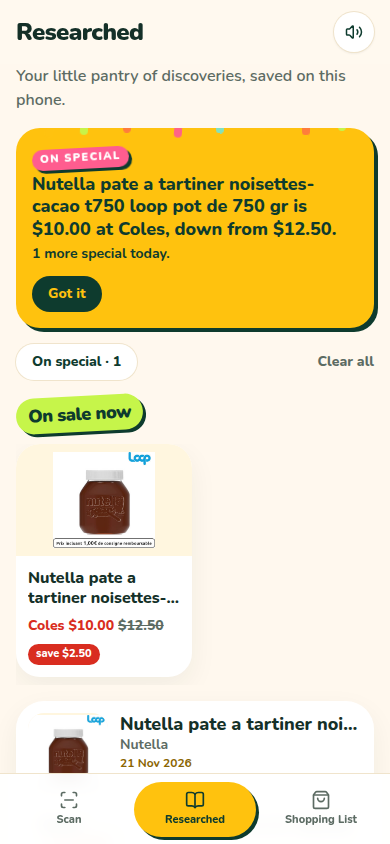 Researched
Your little pantry of discoveries, saved on this
phone.
ON SPECIAL
Nutella pate a tartiner noisettes-
cacao t750 loop pot de 750 gr is
$10.00 at Coles, down from $12.50.
1 more special today.
Got it
On special · 1
Clear all
On sale now
Loop
nutella
Prix incluant 1,00€ de consigne remboursable
Nutella pate a
tartiner noisettes-...
Coles $10.00 $12.50
save $2.50
Loop
Nutella pate a tartiner noi...
Nutella
21 Nov 2026
Scan
Researched
Shopping List